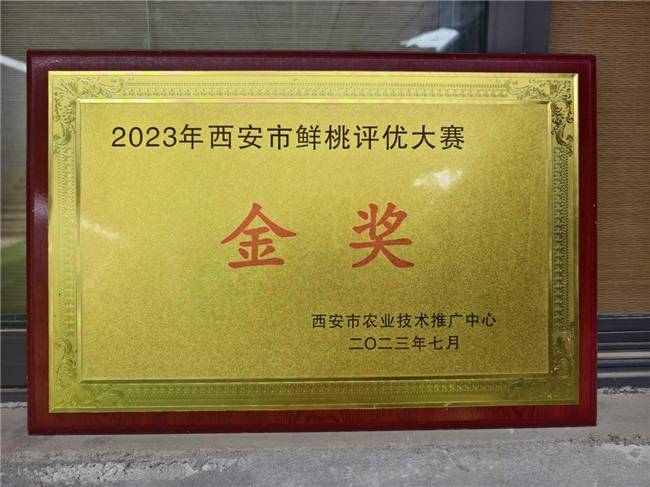 2023年西安市鲜桃评优大赛
金奖
西安市农业技术推广中心
二〇二三年七月